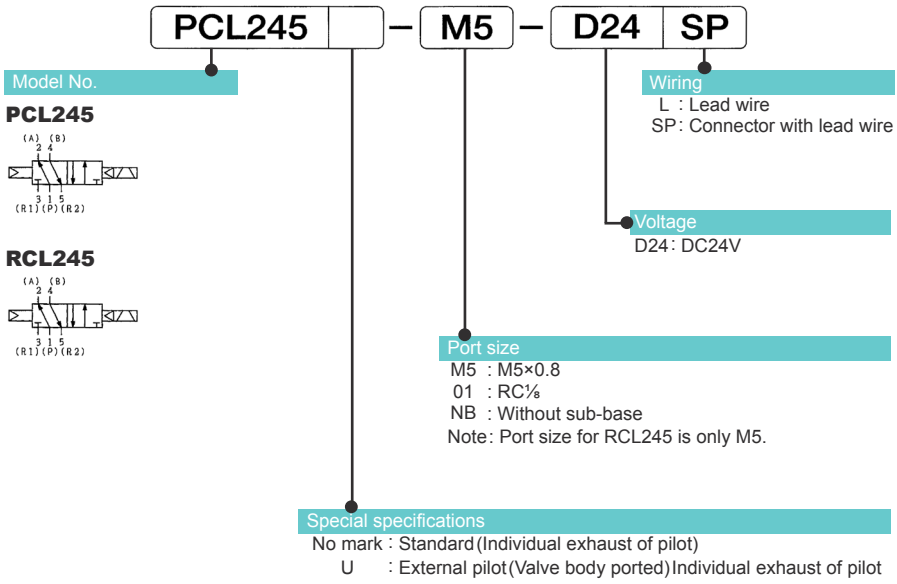 PCL245 – M5 – D24 SP
Model No.
PCL245
(A) (B)
2 4
3 1 5
(R1)(P)(R2)
RCL245
(A) (B)
2 4
3 1 5
(R1)(P)(R2)
Wiring
L : Lead wire
SP : Connector with lead wire
Voltage
D24 : DC24V
Port size
M5 : M5×0.8
01 : RC⅛
NB : Without sub-base
Note : Port size for RCL245 is only M5.
Special specifications
No mark : Standard(Individual exhaust of pilot)
U : External pilot(Valve body ported)Individual exhaust of pilot